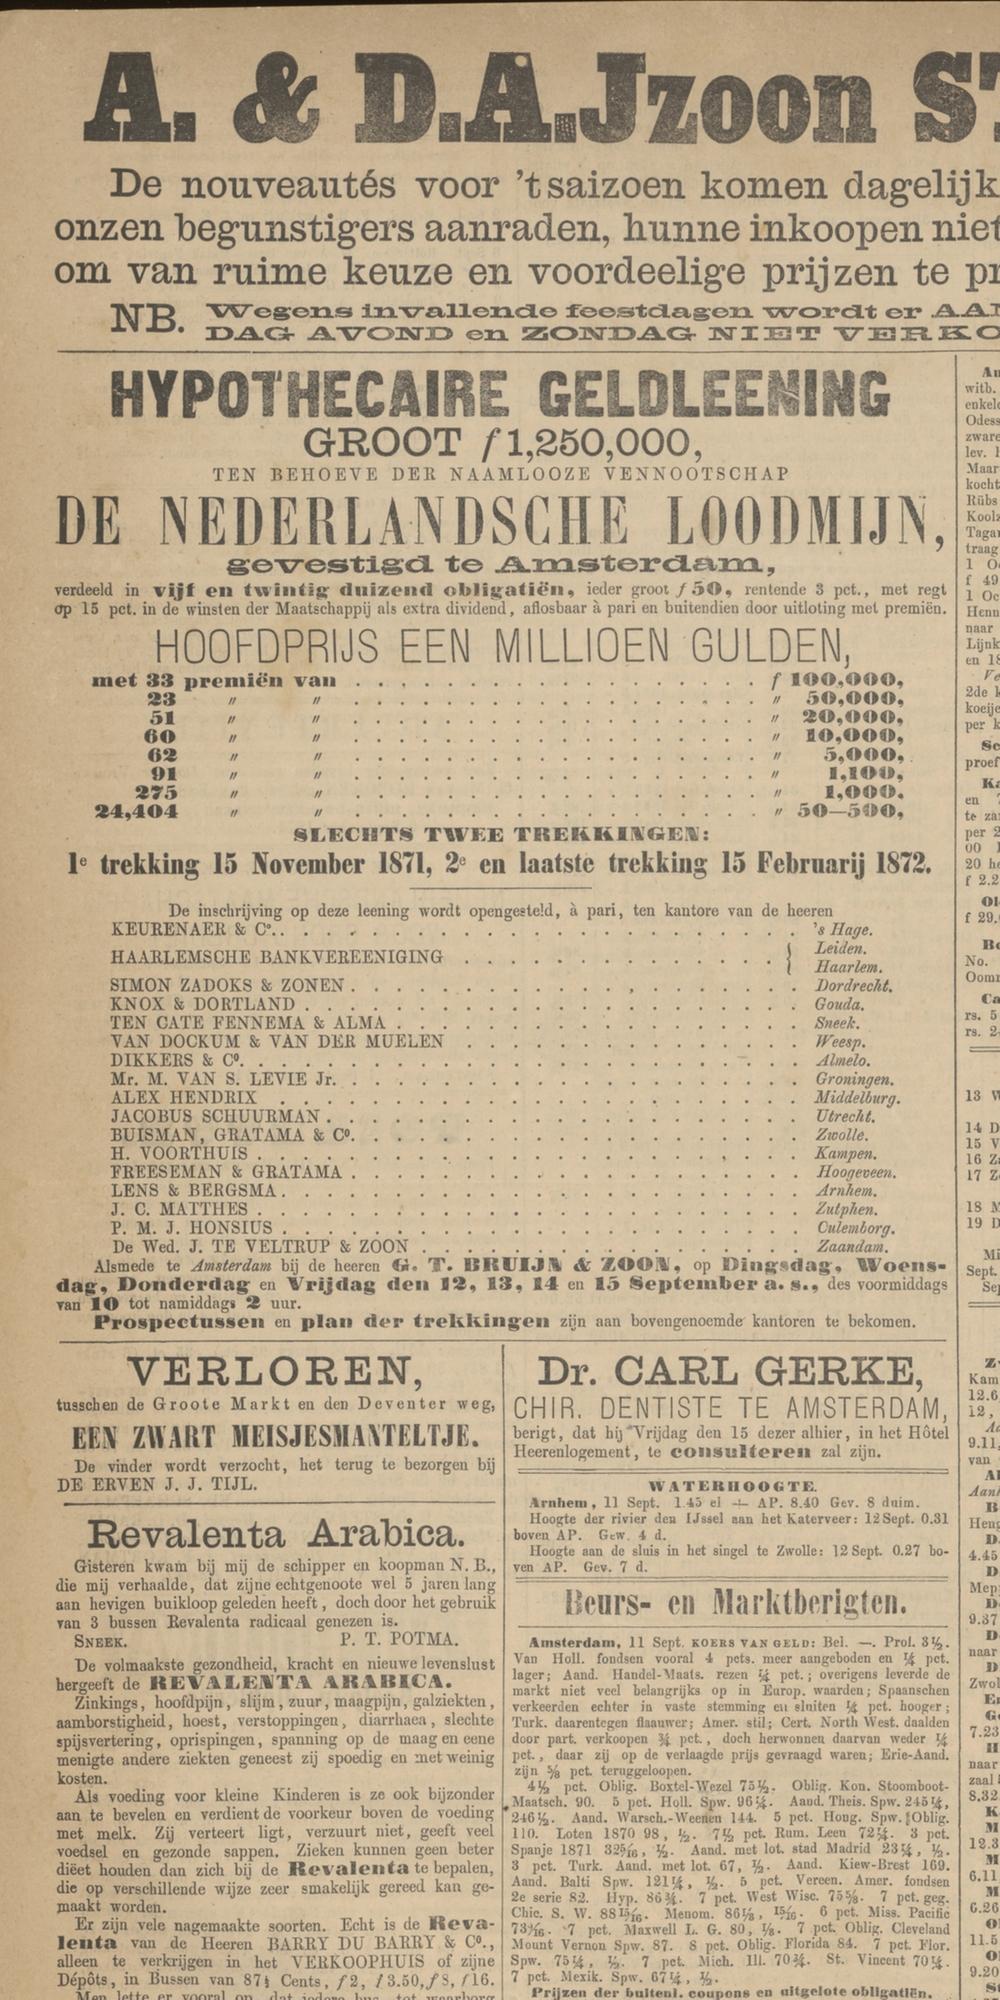 A. & D.A.Jzoon S
De nouveautés voor 't saizoen komen dagelijk
onzen begunstigers aanraden, hunne inkoopen niet
om van ruime keuze en voordeelige prijzen te pr
NB. Wegens invallende feestdagen wordt er AA
DAG AVOND en ZONDAG NIET VERKO
HYPOTHECAIRE GELDLEENING
GROOT f 1,250,000,
TEN BEHOEVE DER NAAMLOOZE VENNOOTSCHAP
DE NEDERLANDSCHE LOODMIJN,
gevestigd te Amsterdam,
verdeeld in vijf en twintig duizend obligatiën, ieder groot f 50, rentende 3 pct., met regt
op 15 pct. in de winsten der Maatschappij als extra dividend, aflosbaar à pari en buitendien door uitloting met premiën.
HOOFDPRIJS EEN MILLIOEN GULDEN,
met 33 premiën van . . . f 100,000,
23 " " . . . " 50,000,
51 " " . . . " 20,000,
60 " " . . . " 10,000,
62 " " . . . " 5,000,
91 " " . . . " 1,100,
275 " " . . . " 1,000.
24,404 " " . . . " 50—500,
SLECHTS TWEE TREKKINGEN:
1e trekking 15 November 1871, 2e en laatste trekking 15 Februarij 1872.
De inschrijving op deze leening wordt opengesteld, à pari, ten kantore van de heeren
KEURENAER & Co. . . . 's Hage.
HAARLEMSCHE BANKVEREENIGING . . . { Leiden.
Haarlem.
SIMON ZADOKS & ZONEN . . . Dordrecht.
KNOX & DORTLAND . . . Gouda.
TEN CATE FENNEMA & ALMA . . . Sneek.
VAN DOCKUM & VAN DER MUELEN . . . Weesp.
DIKKERS & Co. . . . Almelo.
Mr. M. VAN S. LEVIE Jr. . . . Groningen.
ALEX HENDRIX . . . Middelburg.
JACOBUS SCHUURMAN . . . Utrecht.
BUISMAN, GRATAMA & Co. . . . Zwolle.
H. VOORTHUIS . . . Kampen.
FREESEMAN & GRATAMA . . . Hoogeveen.
LENS & BERGSMA . . . Arnhem.
J. C. MATTHES . . . Zutphen.
P. M. J. HONSIUS . . . Culemborg.
De Wed. J. TE VELTRUP & ZOON . . . Zaandam.
Alsmede te Amsterdam bij de heeren G. T. BRUIJN & ZOON, op Dingsdag, Woens-
dag, Donderdag en Vrijdag den 12, 13, 14 en 15 September a. s., des voormiddags
van 10 tot namiddags 2 uur.
Prospectussen en plan der trekkingen zijn aan bovengenoemde kantoren te bekomen.
VERLOREN,
tusschen de Groote Markt en den Deventer weg,
EEN ZWART MEISJESMANTELTJE.
De vinder wordt verzocht, het terug te bezorgen bij
DE ERVEN J. J. TIJL.
Revalenta Arabica.
Gisteren kwam bij mij de schipper en koopman N. B.,
die mij verhaalde, dat zijne echtgenoote wel 5 jaren lang
aan hevigen buikloop geleden heeft, doch door het gebruik
van 3 bussen Revalenta radicaal genezen is.
SNEEK. P. T. POTMA.
De volmaakste gezondheid, kracht en nieuwe levenslust
hergeeft de REVALENTA ARABICA.
Zinkings, hoofdpijn, slijm, zuur, maagpijn, galziekten,
aamborstigheid, hoest, verstoppingen, diarrhaea, slechte
spijsvertering, oprispingen, spanning op de maag en eene
menigte andere ziekten geneest zij spoedig en met weinig
kosten.
Als voeding voor kleine Kinderen is ze ook bijzonder
aan te bevelen en verdient de voorkeur boven de voeding
met melk. Zij verteert ligt, verzuurt niet, geeft veel
voedsel en gezonde sappen. Zieken kunnen geen beter
diëet houden dan zich bij de Revalenta te bepalen,
die op verschillende wijze zeer smakelijk gereed kan ge-
maakt worden.
Er zijn vele nagemaakte soorten. Echt is de Reva-
lenta van de Heeren BARRY DU BARRY & Co.,
alleen te verkrijgen in het VERKOOPHUIS of zijne
Dépôts, in Bussen van 87½ Cents, f 2, f 3.50, f 8, f 16.
Men lette er vooral op, dat iedere bus, tot waarborg
Dr. CARL GERKE,
CHIR. DENTISTE TE AMSTERDAM,
berigt, dat hij Vrijdag den 15 dezer alhier, in het Hôtel
Heerenlogement, te consulteren zal zijn.
WATERHOOGTE.
Arnhem, 11 Sept. 1.45 el + AP. 8.40 Gev. 8 duim.
Hoogte der rivier den IJssel aan het Katerveer: 12 Sept. 0.31
boven AP. Gew. 4 d.
Hoogte aan de sluis in het singel te Zwolle: 12 Sept. 0.27 bo-
ven AP. Gev. 7 d.
Beurs- en Marktberigten.
Amsterdam, 11 Sept. KOERS VAN GELD: Bel. —. Prol. 3½.
Van Holl. fondsen vooral 4 pcts. meer aangeboden en ¼ pct.
lager; Aand. Handel-Maats. rezen ¼ pct.; overigens leverde de
markt niet veel belangrijks op in Europ. waarden; Spaanschen
verkeerden echter in vaste stemming en sluiten ¼ pct. hooger;
Turk. daarentegen flaauwer; Amer. stil; Cert. North West. daalden
door part. verkoopen ¾ pct., doch herwonnen daarvan weder ¼
pct., daar zij op de verlaagde prijs gevraagd waren; Erie-Aand.
zijn ⅝ pct. teruggeloopen.
4½ pct. Oblig. Boxtel-Wezel 75½. Oblig. Kon. Stoomboot-
Maatsch. 90. 5 pct. Holl. Spw. 96¼. Aand. Theis. Spw. 245¼,
246½. Aand. Warsch.-Weenen 144. 5 pct. Hong. Spw. Oblig.
110. Loten 1870 98, ½. 7½ pct. Rum. Leen 72¼. 3 pct.
Spanje 1871 32 5/16, ½. Aand. met lot. stad Madrid 23¼, ½.
3 pct. Turk. Aand. met lot. 67, ½. Aand. Kiew-Brest 169.
Aand. Balti Spw. 121¼, ½. 5 pct. Vereen. Amer. fondsen
2e serie 82. Hyp. 86¾. 7 pct. West Wisc. 75⅝. 7 pct. geg.
Chic. S. W. 88 15/16. Menom. 86⅛, 15/16. 6 pct. Miss. Pacific
7 pct. Maxwell L. G. 80, ⅛. 7 pct. Oblig. Cleveland
Mount Vernon Spw. 87. 8 pct. Oblig. Florida 84. 7 pct. Flor.
Spw. 75¼, ½. 7 pct. Mich. Ill. 70¾. St. Vincent 70¼.
7 pct. Mexik. Spw. 67¼, ½.
Prijzen der buitenl. coupons en uitgelote obligatiën.